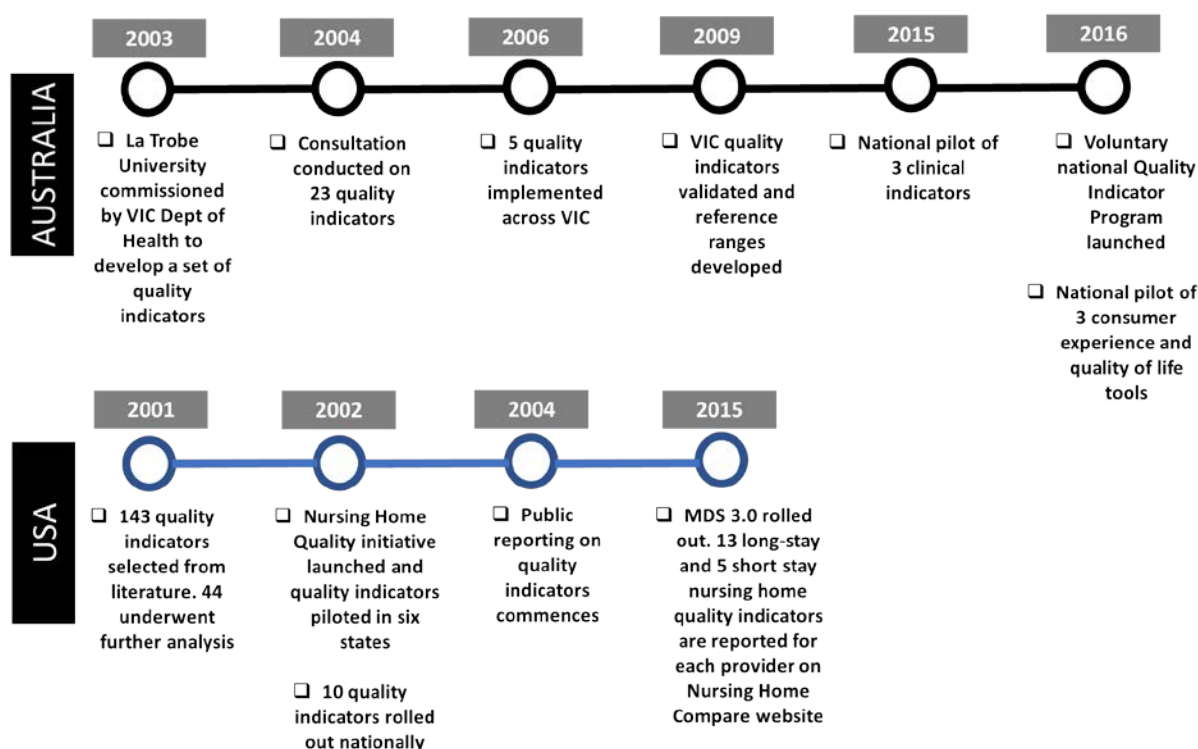 AUSTRALIA
2003
La Trobe
University
commissioned
by VIC Dept of
Health to
develop a set of
quality
indicators
2004
Consultation
conducted on
23 quality
indicators
2006
5 quality
indicators
implemented
across VIC
2009
VIC quality
indicators
validated and
reference
ranges
developed
2015
National pilot of
3 clinical
indicators
2016
Voluntary
national Quality
Indicator
Program
launched
National pilot of
3 consumer
experience and
quality of life
tools
USA
2001
143 quality
indicators
selected from
literature. 44
underwent
further analysis
2002
Nursing Home
Quality initiative
launched and
quality indicators
piloted in six
states
10 quality
indicators rolled
out nationally
2004
Public
reporting on
quality
indicators
commences
2015
MDS 3.0 rolled
out. 13 long-stay
and 5 short stay
nursing home
quality indicators
are reported for
each provider on
Nursing Home
Compare website